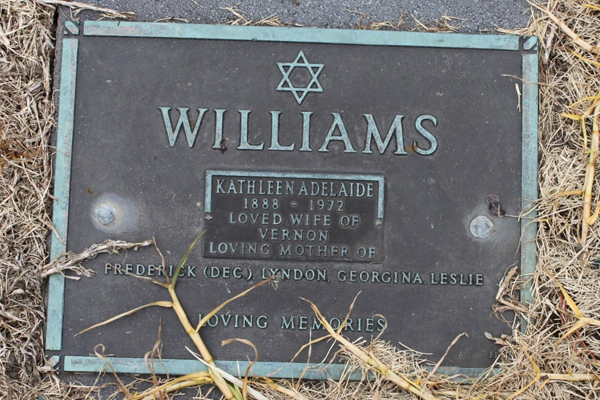 WILLIAMS
KATHLEEN ADELAIDE
1888 - 1972
LOVED WIFE OF
VERNON
LOVING MOTHER OF
FREDERICK (DEC.) LYNDON, GEORGINA, LESLIE
LOVING MEMORIES